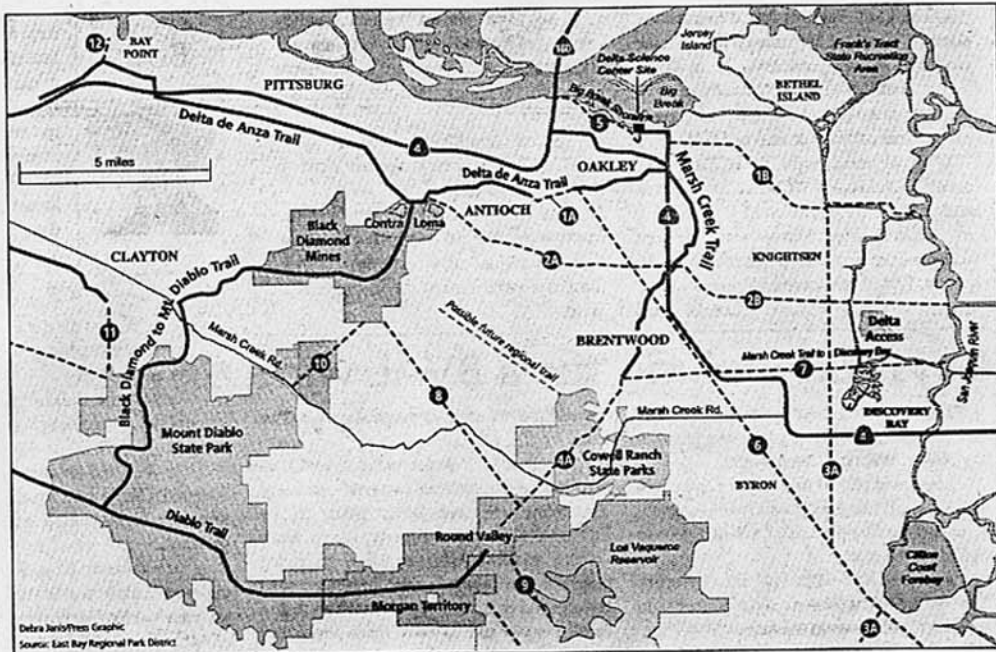 12
BAY
POINT
PITTSBURG
Delta de Anza Trail
4
5 miles
160
Jersey
Island
Delta Science
Center Site
Big Break Shoreline
Big
Break
5
Frank's Tract
State Recreation
Area
BETHEL
ISLAND
OAKLEY
Delta de Anza Trail
ANTIOCH
1A
4
Marsh Creek Trail
1B
Contra Loma
Black
Diamond
Mines
CLAYTON
2A
KNIGHTSEN
2B
Black Diamond to Mt. Diablo Trail
11
Marsh Creek Rd.
10
8
Possible future regional trail
BRENTWOOD
Delta
Access
San Joaquin River
Marsh Creek Trail to Discovery Bay
7
Marsh Creek Rd.
DISCOVERY
BAY
4
Mount Diablo
State Park
4A
Cowell Ranch
State Parks
6
3A
BYRON
Diablo Trail
Round Valley
Los Vaqueros
Reservoir
9
Morgan Territory
Clifton
Court
Forebay
3A
Debra Janis/Press Graphic
Source: East Bay Regional Park District